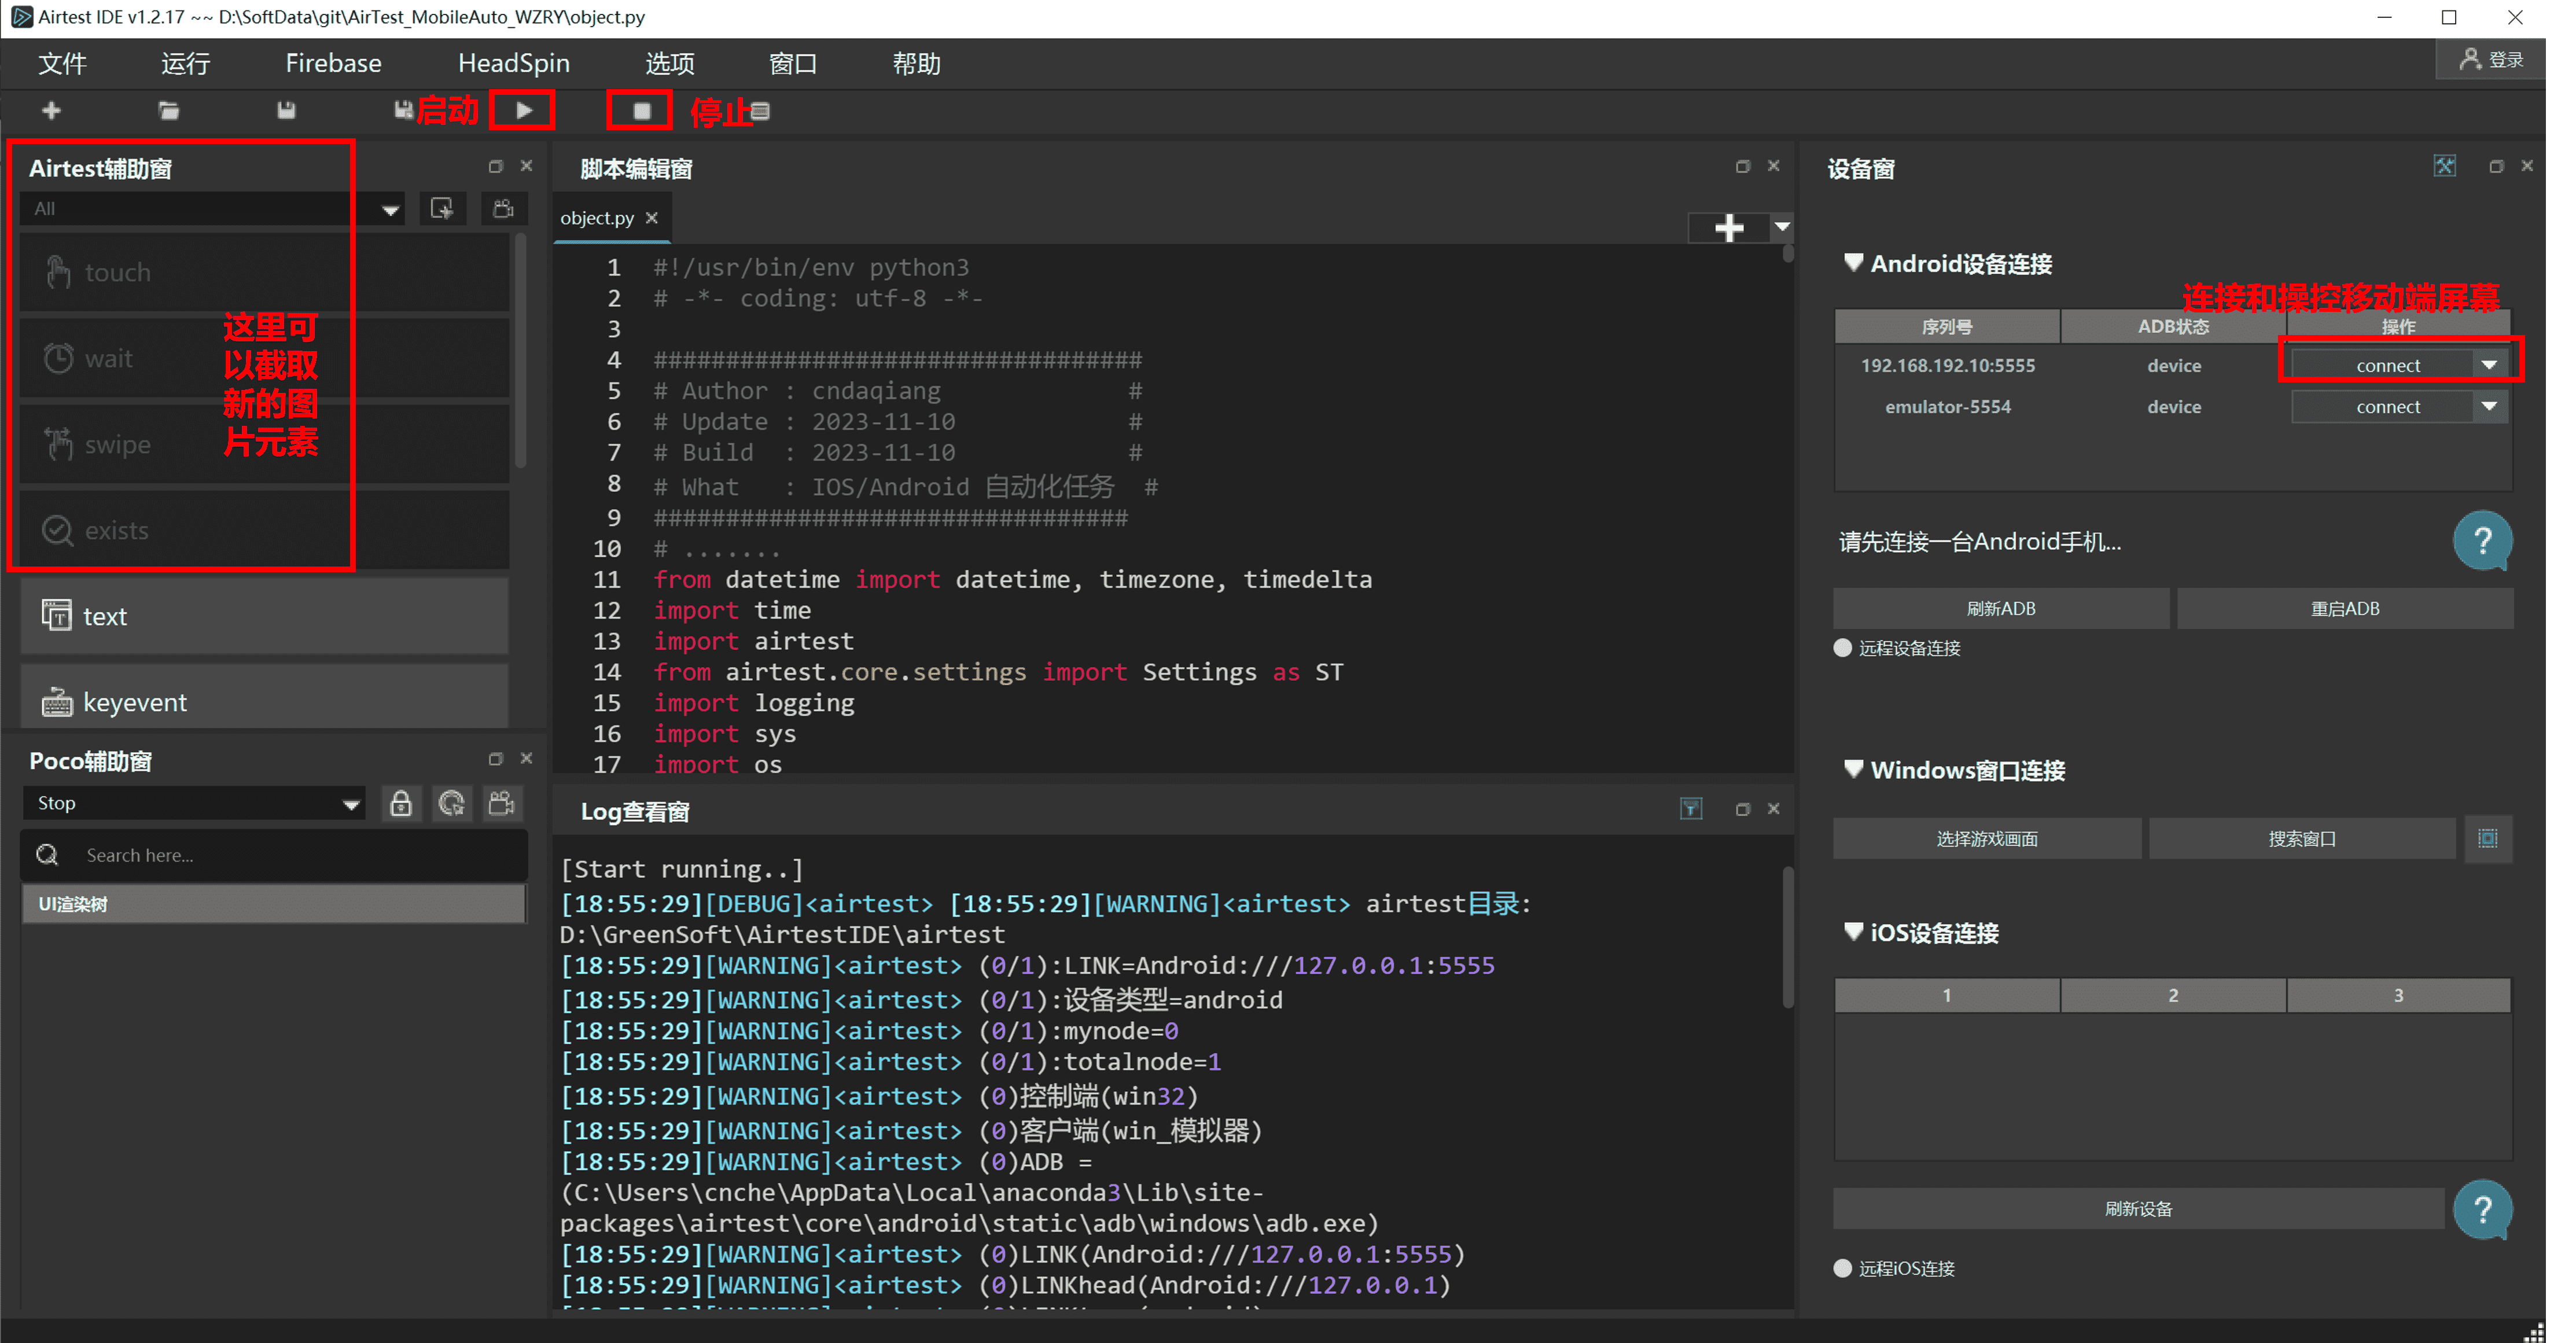 Airtest IDE v1.2.17 ~~ D:\SoftData\git\AirTest_MobileAuto_WZRY\object.py
文件 运行 Firebase HeadSpin 选项 窗口 帮助 登录
启动 停止
Airtest辅助窗
All
touch
wait
swipe
exists
这里可
以截取
新的图
片元素
text
keyevent
Poco辅助窗
Stop
Search here...
UI渲染树
脚本编辑窗
object.py
1 #!/usr/bin/env python3
2 # -*- coding: utf-8 -*-
3
4 ##################################
5 # Author : cndaqiang #
6 # Update : 2023-11-10 #
7 # Build : 2023-11-10 #
8 # What : IOS/Android 自动化任务 #
9 #################################
10 # .......
11 from datetime import datetime, timezone, timedelta
12 import time
13 import airtest
14 from airtest.core.settings import Settings as ST
15 import logging
16 import sys
17 import os
Log查看窗
[Start running..]
[18:55:29][DEBUG]<airtest> [18:55:29][WARNING]<airtest> airtest目录:
D:\GreenSoft\AirtestIDE\airtest
[18:55:29][WARNING]<airtest> (0/1):LINK=Android:///127.0.0.1:5555
[18:55:29][WARNING]<airtest> (0/1):设备类型=android
[18:55:29][WARNING]<airtest> (0/1):mynode=0
[18:55:29][WARNING]<airtest> (0/1):totalnode=1
[18:55:29][WARNING]<airtest> (0)控制端(win32)
[18:55:29][WARNING]<airtest> (0)客户端(win_模拟器)
[18:55:29][WARNING]<airtest> (0)ADB =
(C:\Users\cnche\AppData\Local\anaconda3\Lib\site-
packages\airtest\core\android\static\adb\windows\adb.exe)
[18:55:29][WARNING]<airtest> (0)LINK(Android:///127.0.0.1:5555)
[18:55:29][WARNING]<airtest> (0)LINKhead(Android:///127.0.0.1)
设备窗
Android设备连接
连接和操控移动端屏幕
序列号 ADB状态 操作
192.168.192.10:5555 device connect
emulator-5554 device connect
请先连接一台Android手机...
?
刷新ADB 重启ADB
远程设备连接
Windows窗口连接
选择游戏画面 搜索窗口
iOS设备连接
1 2 3
刷新设备
?
远程iOS连接